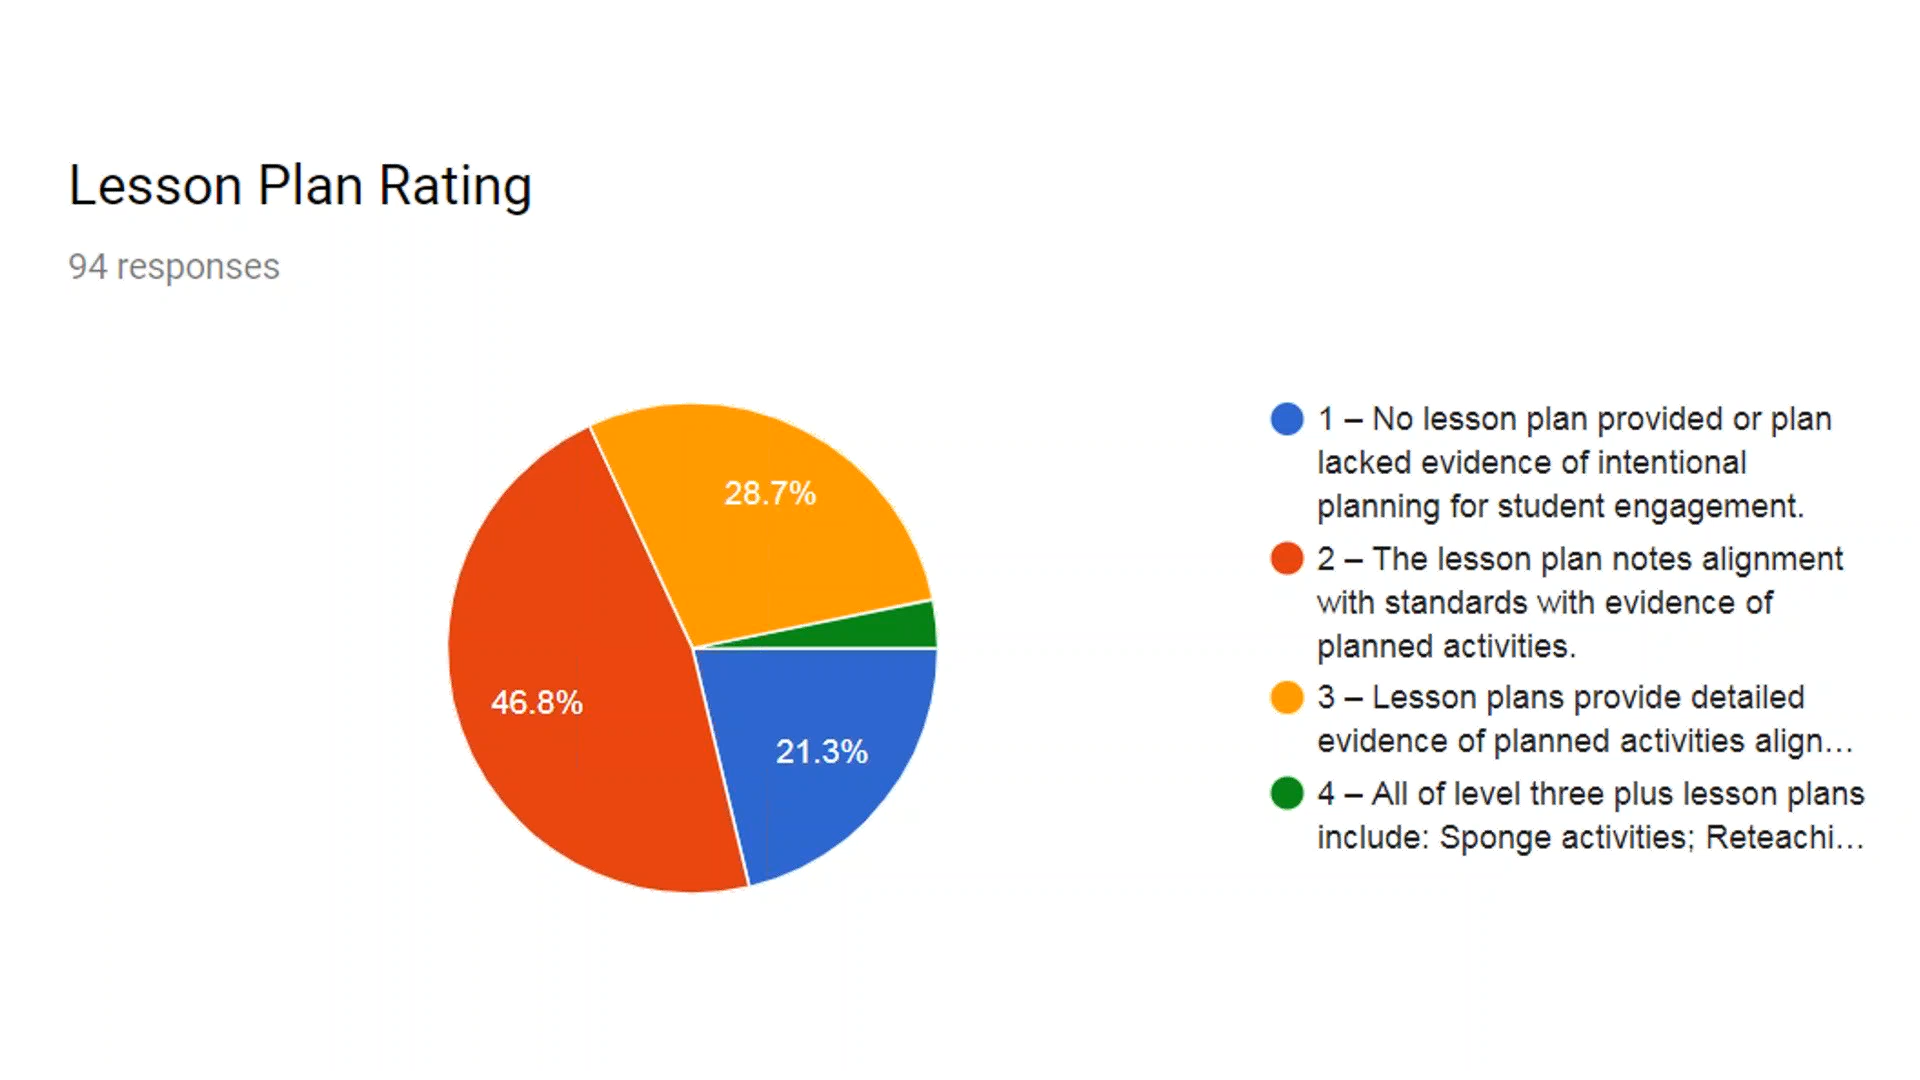 Lesson Plan Rating
94 responses
28.7%
46.8%
21.3%
1 – No lesson plan provided or plan
lacked evidence of intentional
planning for student engagement.
2 – The lesson plan notes alignment
with standards with evidence of
planned activities.
3 – Lesson plans provide detailed
evidence of planned activities align…
4 – All of level three plus lesson plans
include: Sponge activities; Reteachi…